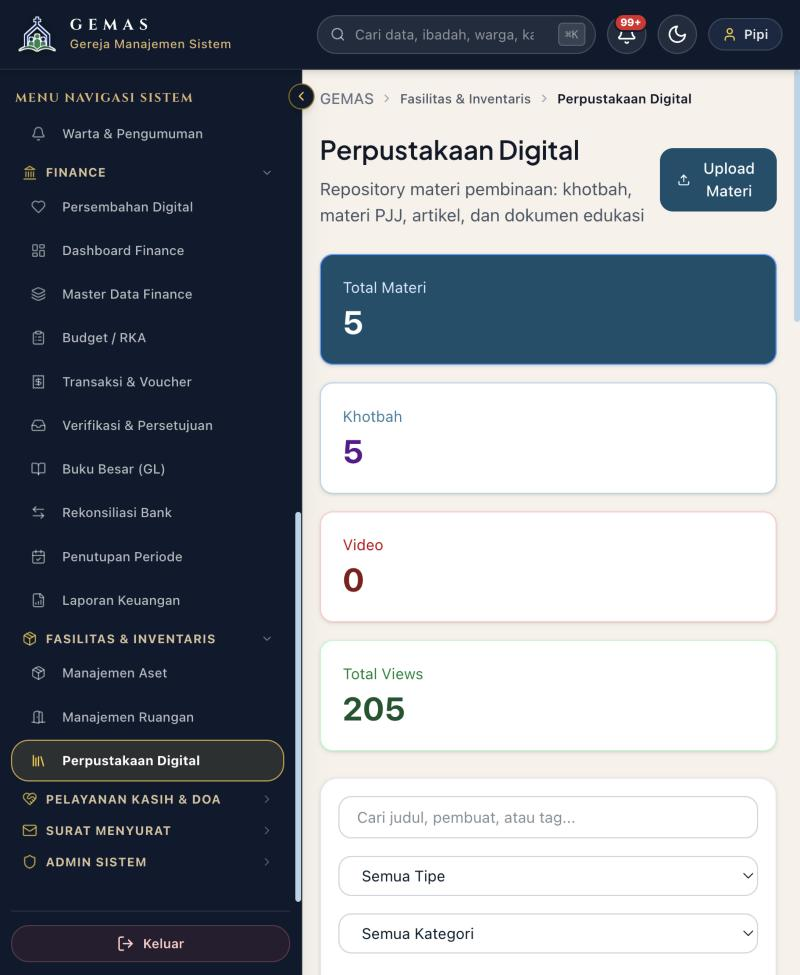 GEMAS
Gereja Manajemen Sistem
Cari data, ibadah, warga, ka
⌘K
99+
Pipi
MENU NAVIGASI SISTEM
Warta & Pengumuman
FINANCE
Persembahan Digital
Dashboard Finance
Master Data Finance
Budget / RKA
Transaksi & Voucher
Verifikasi & Persetujuan
Buku Besar (GL)
Rekonsiliasi Bank
Penutupan Periode
Laporan Keuangan
FASILITAS & INVENTARIS
Manajemen Aset
Manajemen Ruangan
Perpustakaan Digital
PELAYANAN KASIH & DOA
SURAT MENYURAT
ADMIN SISTEM
Keluar
GEMAS > Fasilitas & Inventaris > Perpustakaan Digital
Perpustakaan Digital
Repository materi pembinaan: khotbah,
materi PJJ, artikel, dan dokumen edukasi
Upload
Materi
Total Materi
5
Khotbah
5
Video
0
Total Views
205
Cari judul, pembuat, atau tag...
Semua Tipe
Semua Kategori